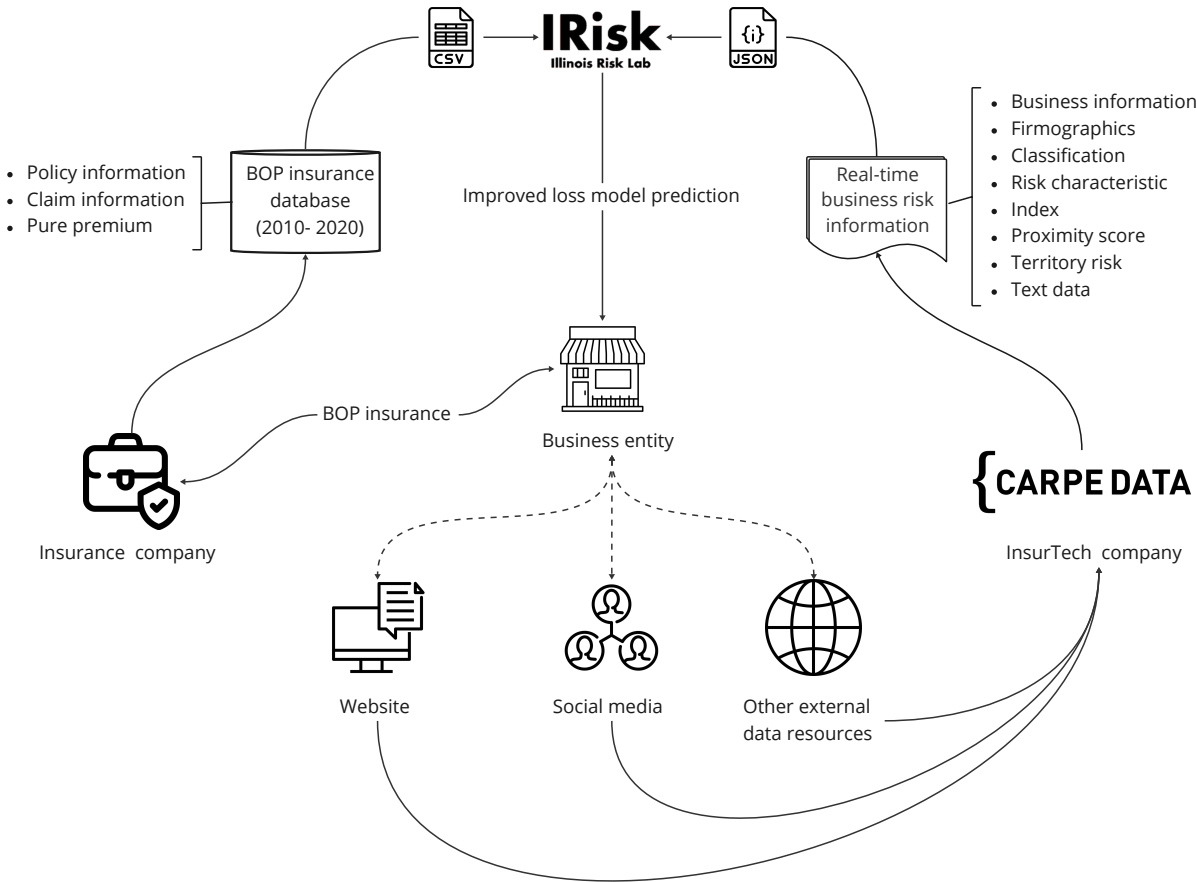 CSV
IRisk
Illinois Risk Lab
{i}
JSON
• Policy information
• Claim information
• Pure premium
BOP insurance
database
(2010- 2020)
Improved loss model prediction
Real-time
business risk
information
• Business information
• Firmographics
• Classification
• Risk characteristic
• Index
• Proximity score
• Territory risk
• Text data
BOP insurance
Business entity
Insurance company
{CARPE DATA
InsurTech company
Website
Social media
Other external
data resources